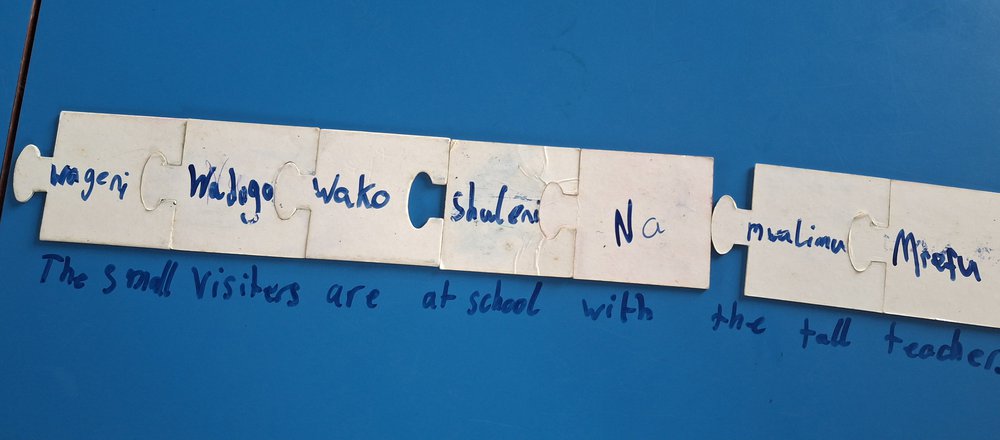 wageni Wadogo wako shuleni Na mwalimu Mrefu
The small Visiters are at school with the tall teacher